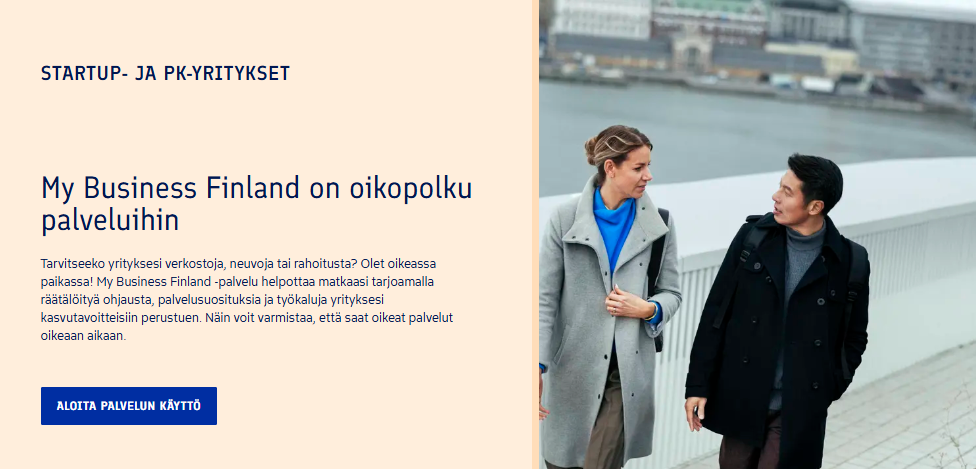 STARTUP- JA PK-YRITYKSET
My Business Finland on oikopolku
palveluihin
Tarvitseeko yrityksesi verkostoja, neuvoja tai rahoitusta? Olet oikeassa
paikassa! My Business Finland -palvelu helpottaa matkaasi tarjoamalla
räätälöityä ohjausta, palvelusuosituksia ja työkaluja yrityksesi
kasvutavoitteisiin perustuen. Näin voit varmistaa, että saat oikeat palvelut
oikeaan aikaan.
ALOITA PALVELUN KÄYTTÖ